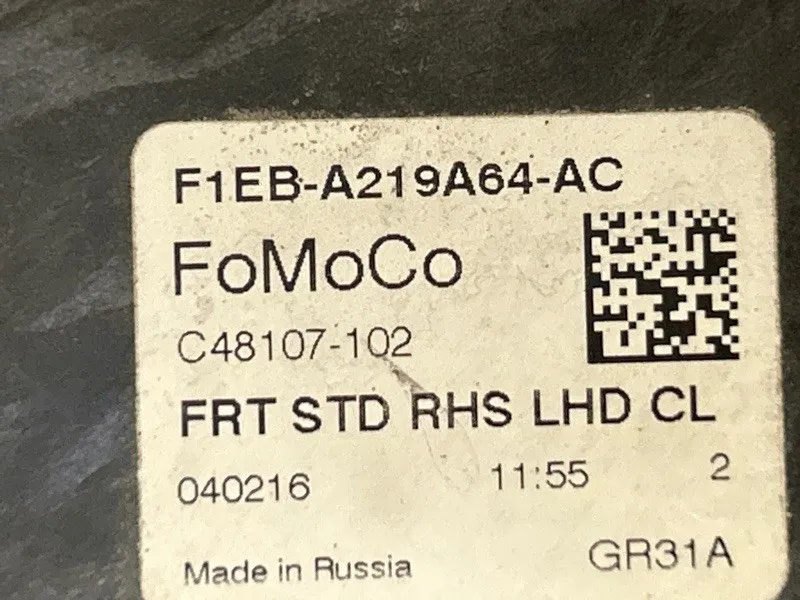 F1EB-A219A64-AC
FoMoCo
C48107-102
FRT STD RHS LHD CL
040216 11:55 2
Made in Russia GR31A